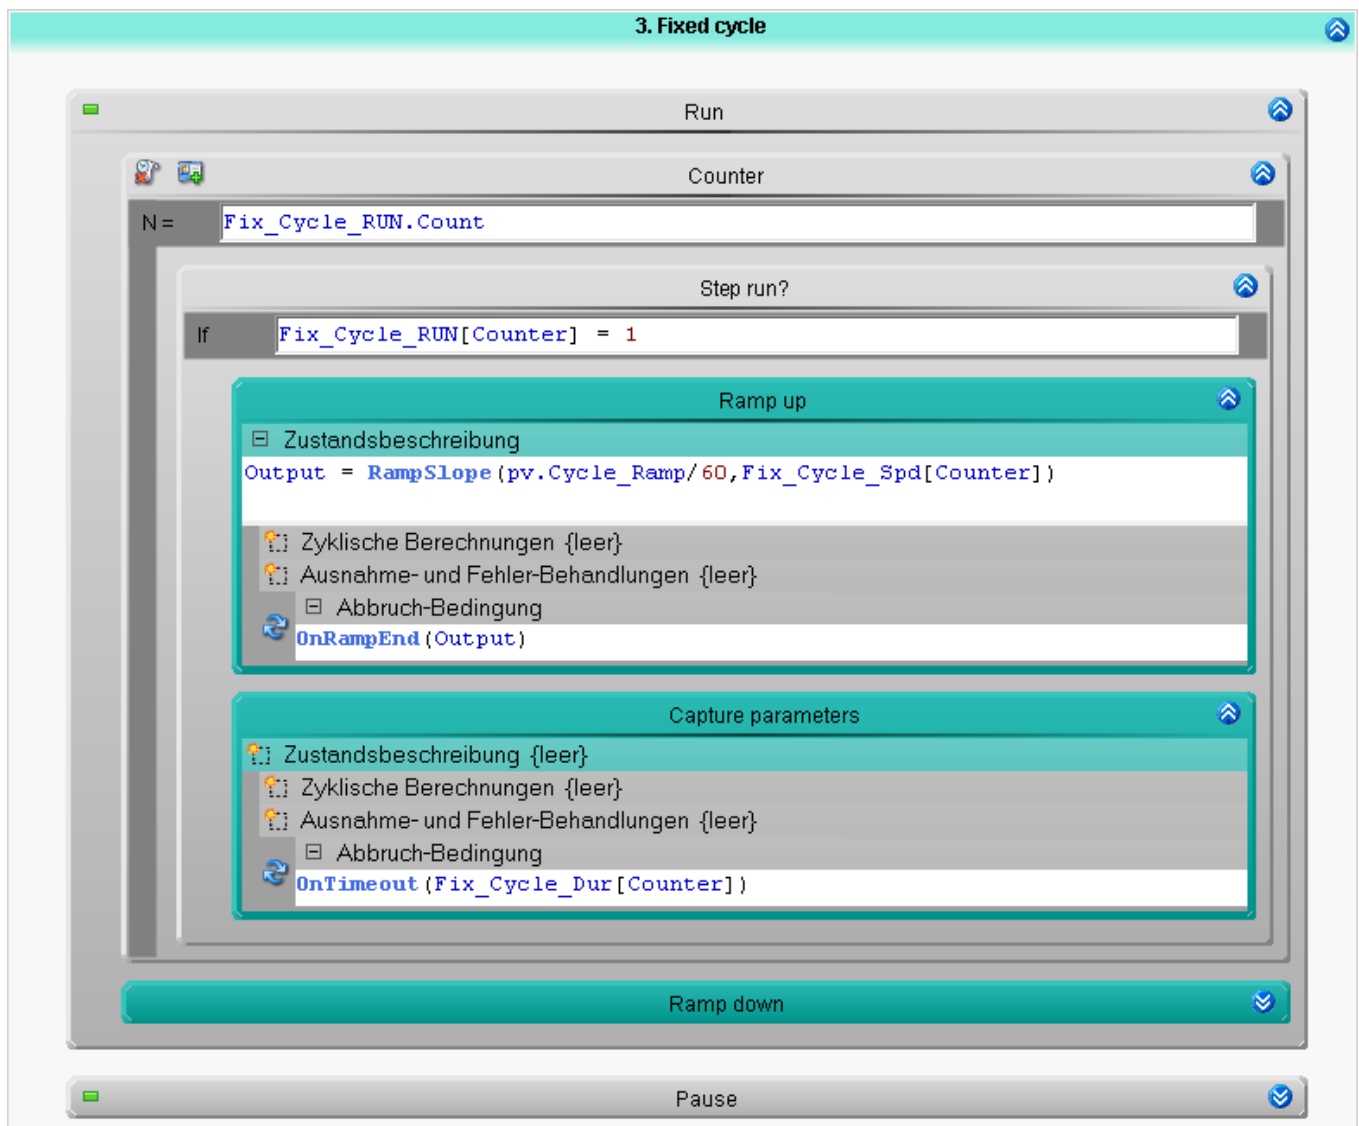 3. Fixed cycle
Run
Counter
N = Fix_Cycle_RUN.Count
Step run?
If Fix_Cycle_RUN[Counter] = 1
Ramp up
Zustandsbeschreibung
Output = RampSlope(pv.Cycle_Ramp/60,Fix_Cycle_Spd[Counter])
Zyklische Berechnungen {leer}
Ausnahme- und Fehler-Behandlungen {leer}
Abbruch-Bedingung
OnRampEnd(Output)
Capture parameters
Zustandsbeschreibung {leer}
Zyklische Berechnungen {leer}
Ausnahme- und Fehler-Behandlungen {leer}
Abbruch-Bedingung
OnTimeout(Fix_Cycle_Dur[Counter])
Ramp down
Pause